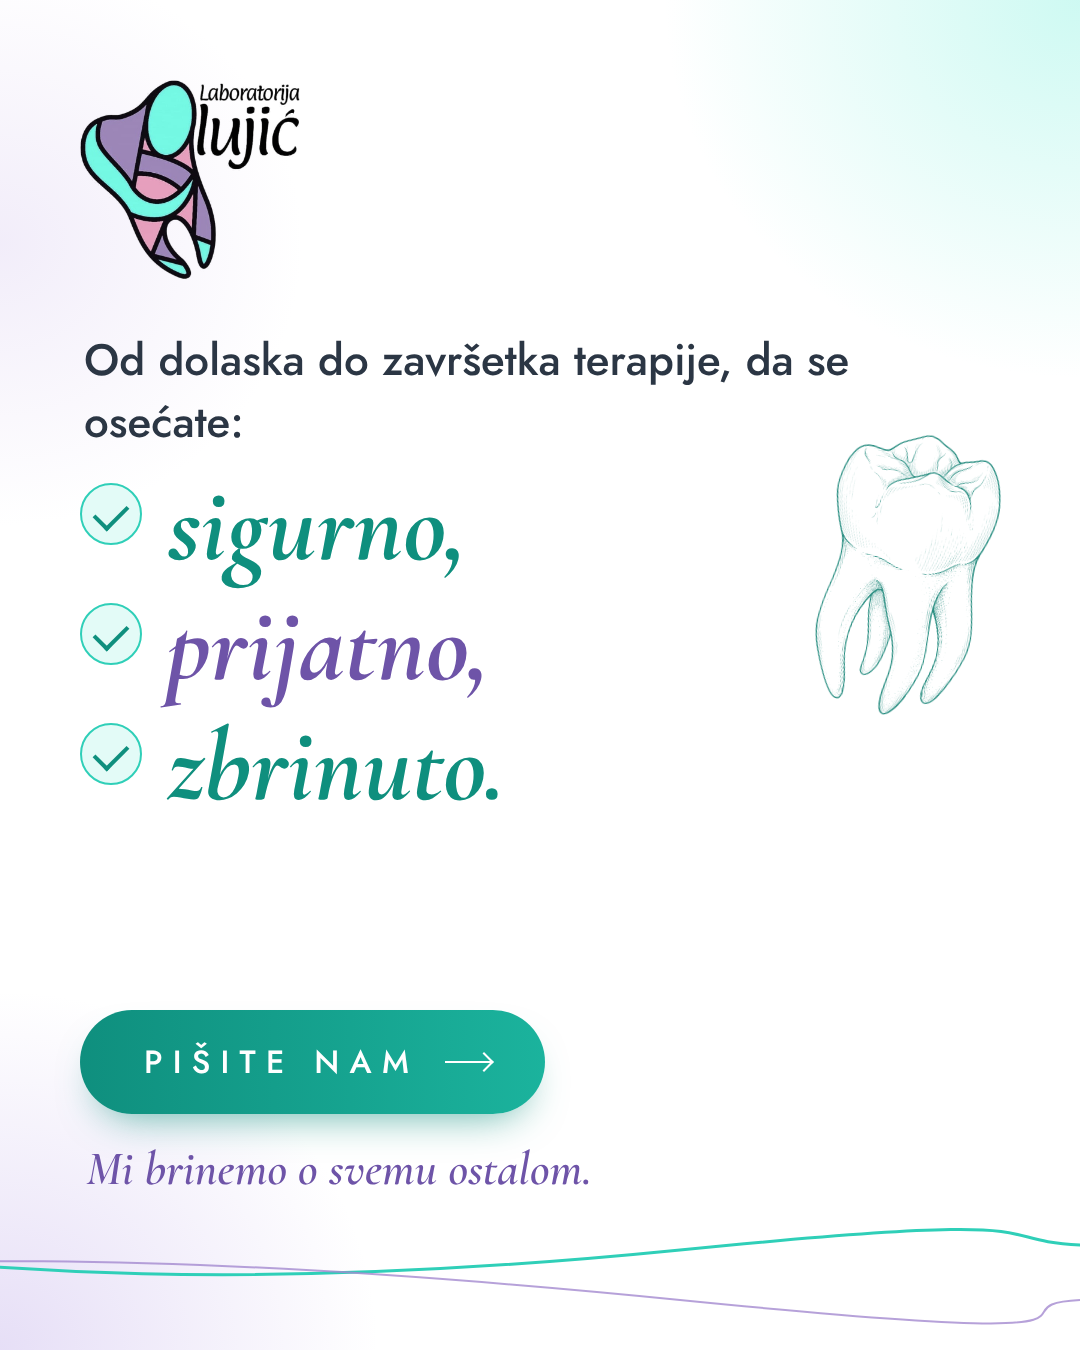 Laboratorija
lujić
Od dolaska do završetka terapije, da se
osećate:
sigurno,
prijatno,
zbrinuto.
PIŠITE NAM
Mi brinemo o svemu ostalom.